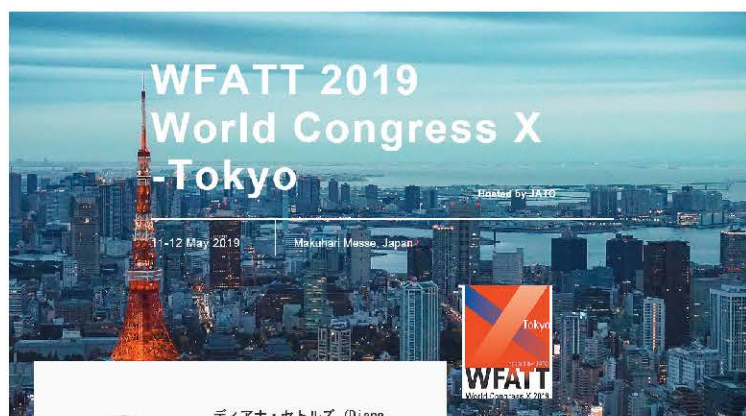 WFATT 2019
World Congress X
-Tokyo
Hosted by JATO
11-12 May 2019
Makuhari Messe, Japan
Tokyo
WFATT
World Congress X 2019
ディアナ・セトルズ (Diane